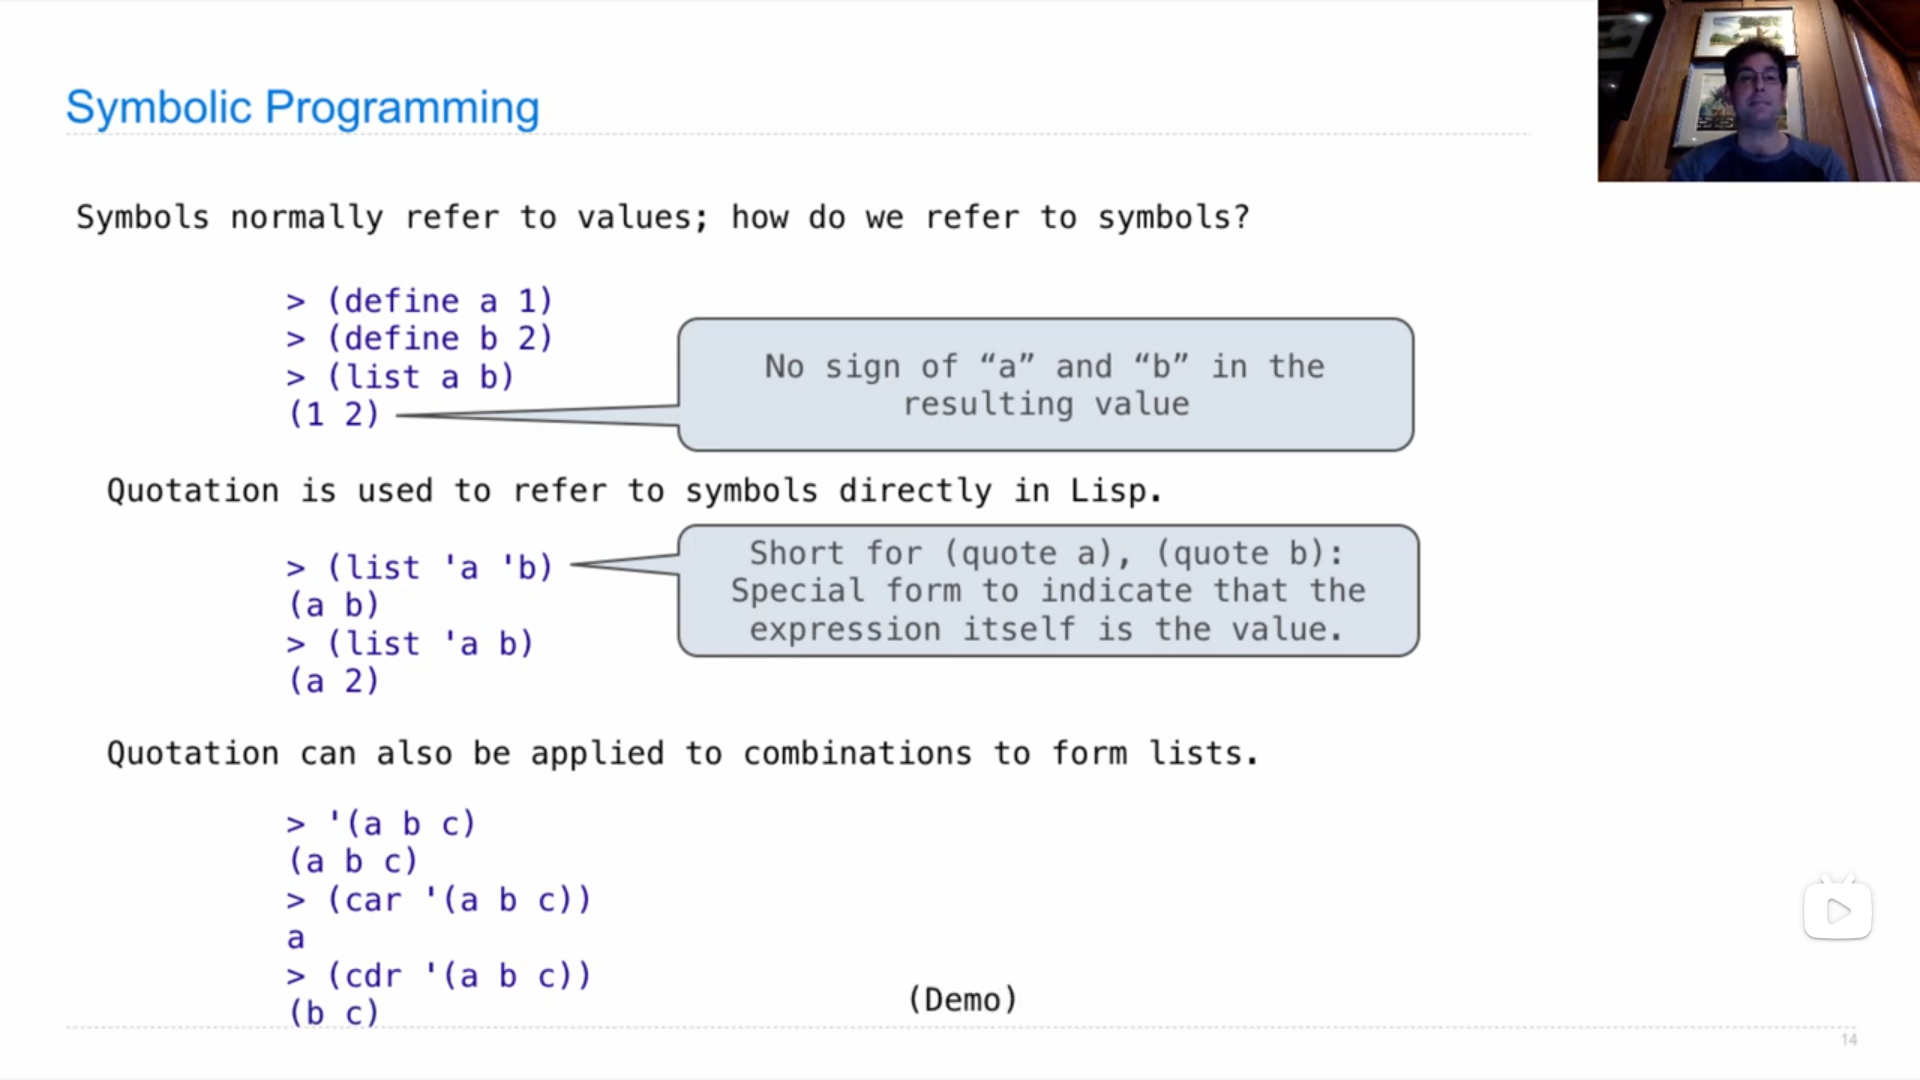 Symbolic Programming
Symbols normally refer to values; how do we refer to symbols?
> (define a 1)
> (define b 2)
> (list a b)
(1 2)
No sign of “a” and “b” in the
resulting value
Quotation is used to refer to symbols directly in Lisp.
> (list 'a 'b)
(a b)
> (list 'a b)
(a 2)
Short for (quote a), (quote b):
Special form to indicate that the
expression itself is the value.
Quotation can also be applied to combinations to form lists.
> '(a b c)
(a b c)
> (car '(a b c))
a
> (cdr '(a b c))
(b c)
(Demo)
14